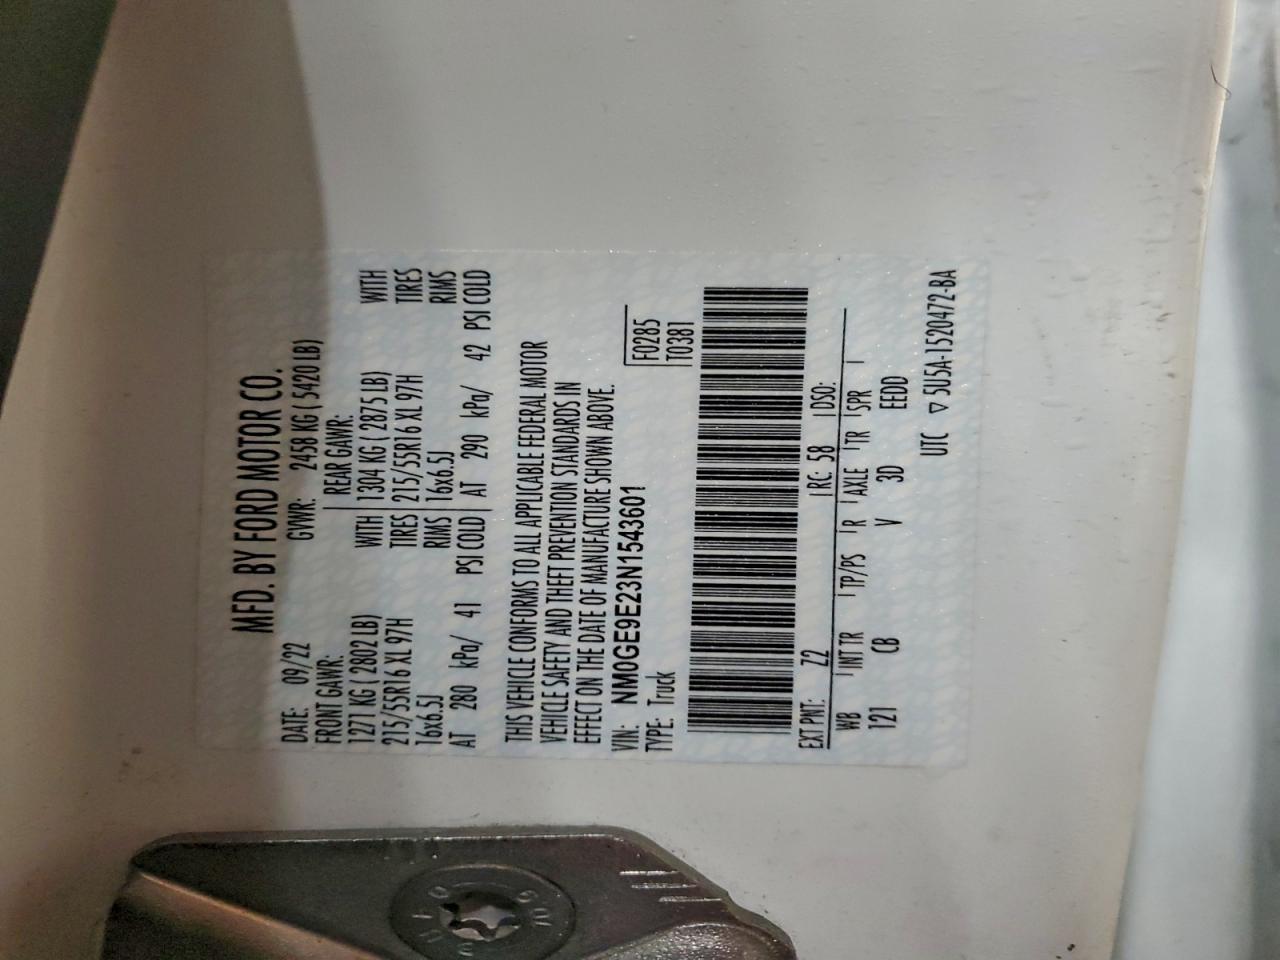 MFD. BY FORD MOTOR CO.
DATE: 09/22 GVWR: 2458 KG ( 5420 LB)
FRONT GAWR: REAR GAWR:
1271 KG ( 2802 LB) WITH 1304 KG ( 2875 LB) WITH
215/55R16 XL 97H TIRES 215/55R16 XL 97H TIRES
16x6.5J RIMS 16x6.5J RIMS
AT 280 kPa/ 41 PSI COLD AT 290 kPa/ 42 PSI COLD
THIS VEHICLE CONFORMS TO ALL APPLICABLE FEDERAL MOTOR
VEHICLE SAFETY AND THEFT PREVENTION STANDARDS IN
EFFECT ON THE DATE OF MANUFACTURE SHOWN ABOVE.
VIN: NM0GE9E23N1543601
TYPE: Truck
F0285
T0381
EXT PNT: Z2 RC: 58 DSO:
WB INT TR TP/PS R AXLE TR SPR
121 CB V 3D EEDD
UTC ▽ 5U5A-1520472-BA